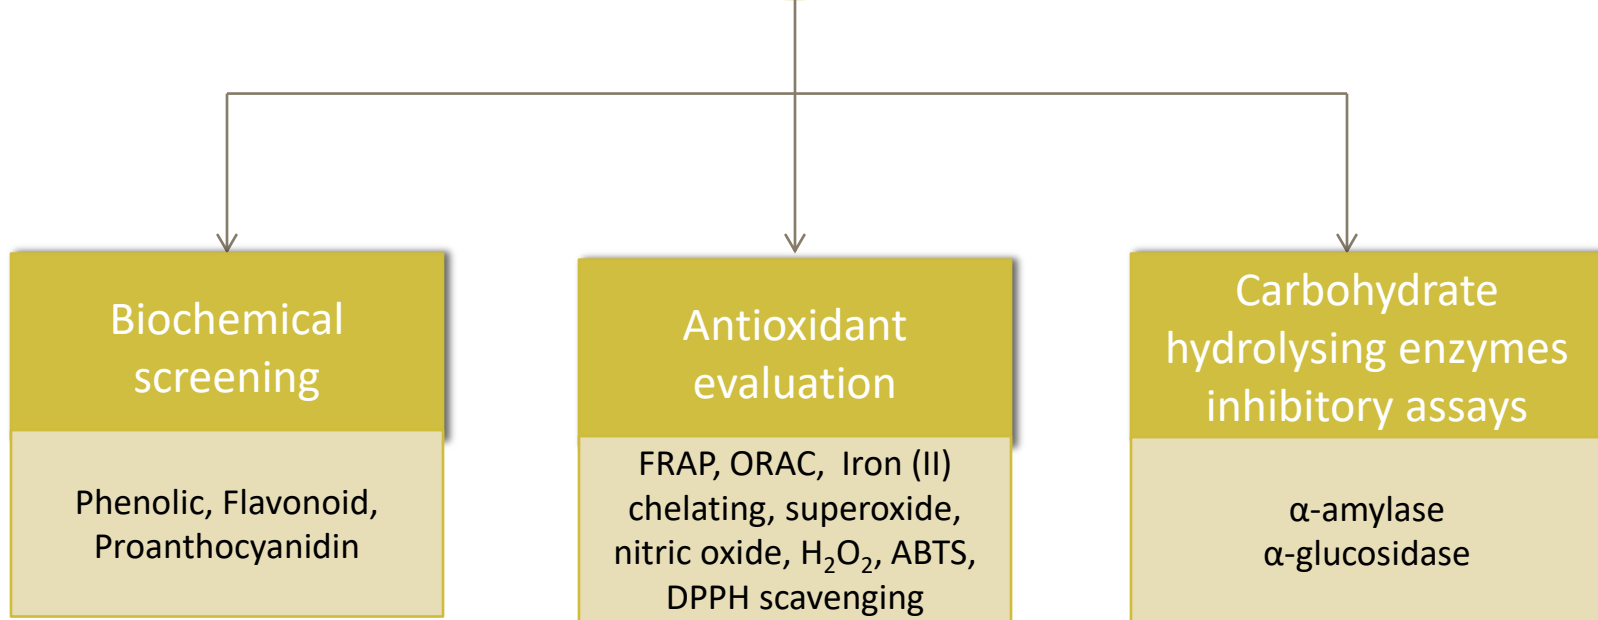 Biochemical
screening
Phenolic, Flavonoid,
Proanthocyanidin
Antioxidant
evaluation
FRAP, ORAC,  Iron (II)
chelating, superoxide,
nitric oxide, H₂O₂, ABTS,
DPPH scavenging
Carbohydrate
hydrolysing enzymes
inhibitory assays
α-amylase
α-glucosidase